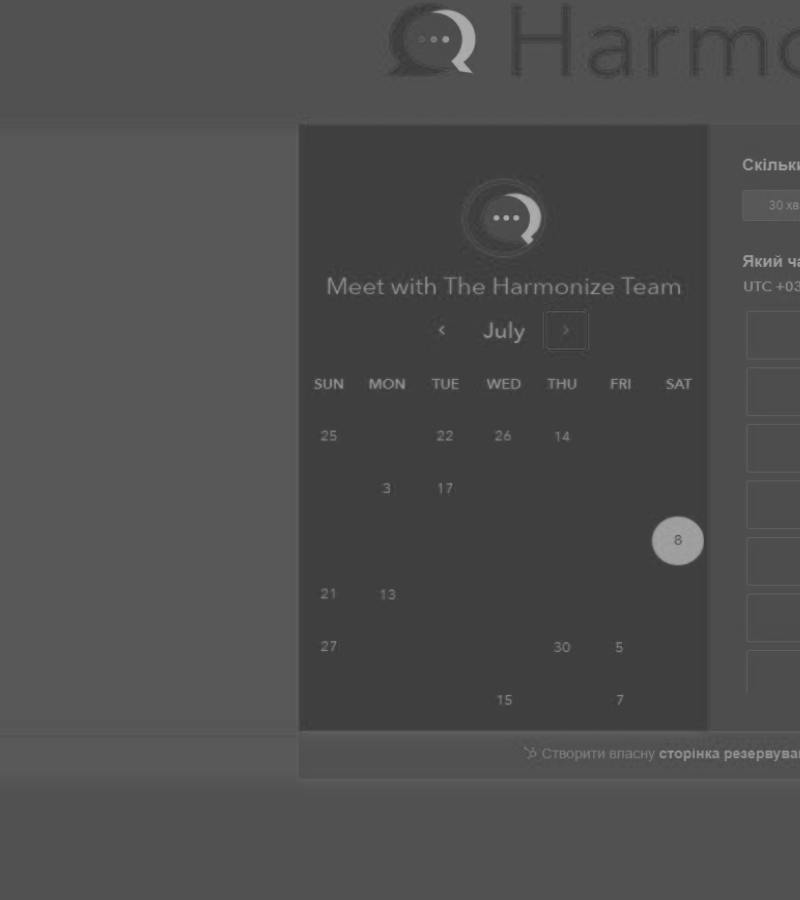 Harmo
Скільки
30 хв
Meet with The Harmonize Team
Який ча
UTC +03
July
SUN MON TUE WED THU FRI SAT
25 22 26 14
3 17
8
21 13
27 30 5
15 7
Створити власну сторінка резервува